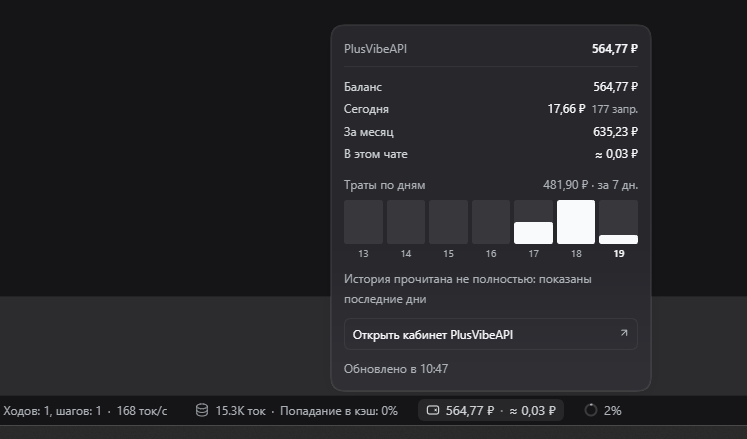 PlusVibeAPI 564,77 ₽
Баланс 564,77 ₽
Сегодня 17,66 ₽ 177 запр.
За месяц 635,23 ₽
В этом чате ≈ 0,03 ₽
Траты по дням 481,90 ₽ · за 7 дн.
13 14 15 16 17 18 19
История прочитана не полностью: показаны
последние дни
Открыть кабинет PlusVibeAPI
Обновлено в 10:47
Ходов: 1, шагов: 1 · 168 ток/с 15.3K ток · Попадание в кэш: 0% 564,77 ₽ · ≈ 0,03 ₽ 2%